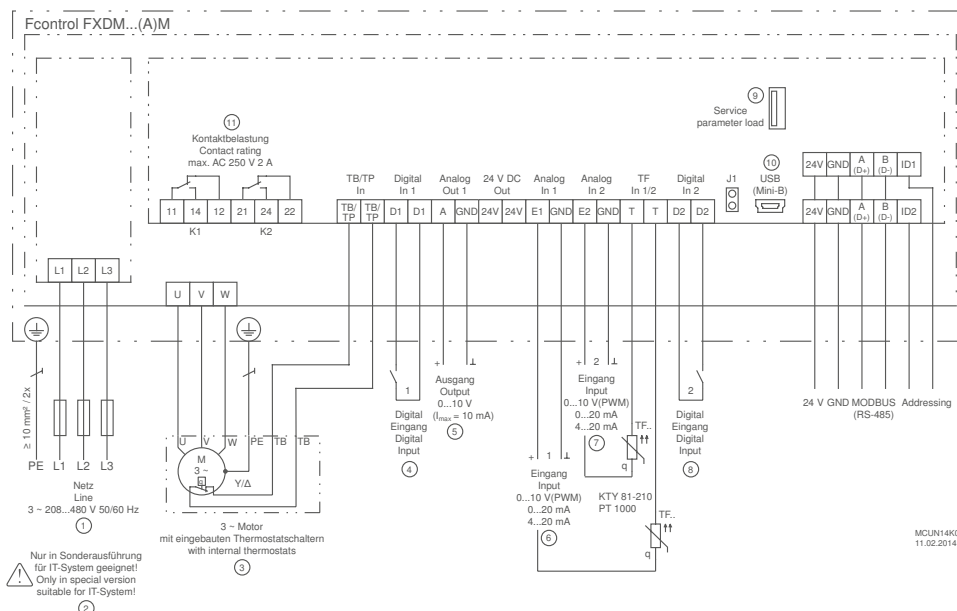 Fcontrol FXDM...(A)M
9
Service
parameter load
11
Kontaktbelastung
Contact rating
max. AC 250 V 2 A
10
USB
(Mini-B)
J1
TB/TP
In
Digital
In 1
Analog
Out 1
24 V DC
Out
Analog
In 1
Analog
In 2
TF
In 1/2
Digital
In 2
24V GND A (D+) B (D-) ID1
11 14 12 21 24 22
K1 K2
TB/TP TB/TP D1 D1 A GND 24V 24V E1 GND E2 GND T T D2 D2
24V GND A (D+) B (D-) ID2
L1 L2 L3
U V W
≥ 10 mm² / 2x
PE L1 L2 L3
Netz
Line
3 ~ 208...480 V 50/60 Hz
1
Nur in Sonderausführung
für IT-System geeignet!
Only in special version
suitable for IT-System!
2
U V W PE TB TB
M
3 ~
Y/Δ
3 ~ Motor
mit eingebauten Thermostatschaltern
with internal thermostats
3
1
Digital
Eingang
Digital
Input
4
+ ⊥
Ausgang
Output
0...10 V
(Imax = 10 mA)
5
+ 1 ⊥
Eingang
Input
0...10 V(PWM)
0...20 mA
4...20 mA
6
+ 2 ⊥
Eingang
Input
0...10 V(PWM)
0...20 mA
4...20 mA
7
TF..
q
KTY 81-210
PT 1000
TF..
q
2
Digital
Eingang
Digital
Input
8
24 V GND MODBUS Addressing
(RS-485)
MCUN14K0
11.02.2014